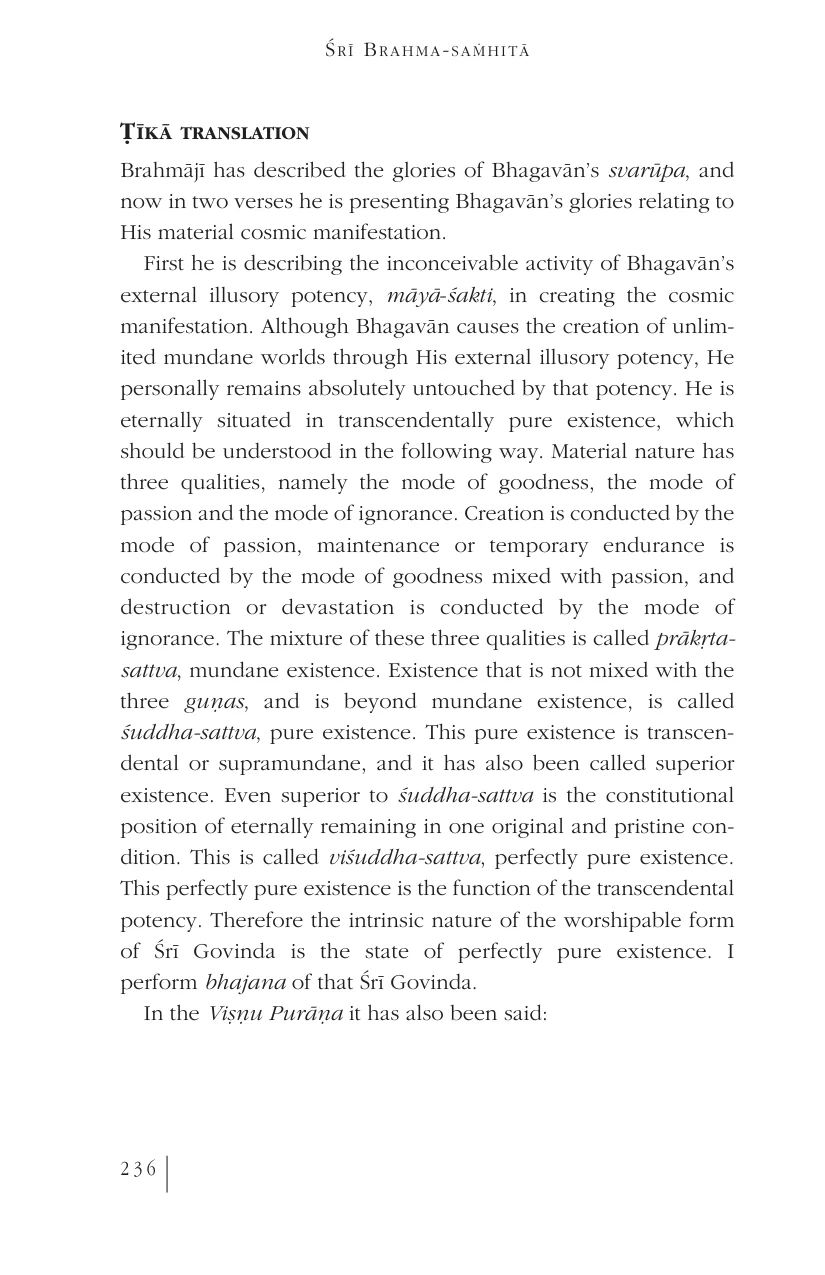 ŚRĪ BRAHMA-SAṀHITĀ
ṬĪKĀ TRANSLATION
Brahmājī has described the glories of Bhagavān’s svarūpa, and
now in two verses he is presenting Bhagavān’s glories relating to
His material cosmic manifestation.
First he is describing the inconceivable activity of Bhagavān’s
external illusory potency, māyā-śakti, in creating the cosmic
manifestation. Although Bhagavān causes the creation of unlim-
ited mundane worlds through His external illusory potency, He
personally remains absolutely untouched by that potency. He is
eternally situated in transcendentally pure existence, which
should be understood in the following way. Material nature has
three qualities, namely the mode of goodness, the mode of
passion and the mode of ignorance. Creation is conducted by the
mode of passion, maintenance or temporary endurance is
conducted by the mode of goodness mixed with passion, and
destruction or devastation is conducted by the mode of
ignorance. The mixture of these three qualities is called prākṛta-
sattva, mundane existence. Existence that is not mixed with the
three guṇas, and is beyond mundane existence, is called
śuddha-sattva, pure existence. This pure existence is transcen-
dental or supramundane, and it has also been called superior
existence. Even superior to śuddha-sattva is the constitutional
position of eternally remaining in one original and pristine con-
dition. This is called viśuddha-sattva, perfectly pure existence.
This perfectly pure existence is the function of the transcendental
potency. Therefore the intrinsic nature of the worshipable form
of Śrī Govinda is the state of perfectly pure existence. I
perform bhajana of that Śrī Govinda.
In the Viṣṇu Purāṇa it has also been said:
236